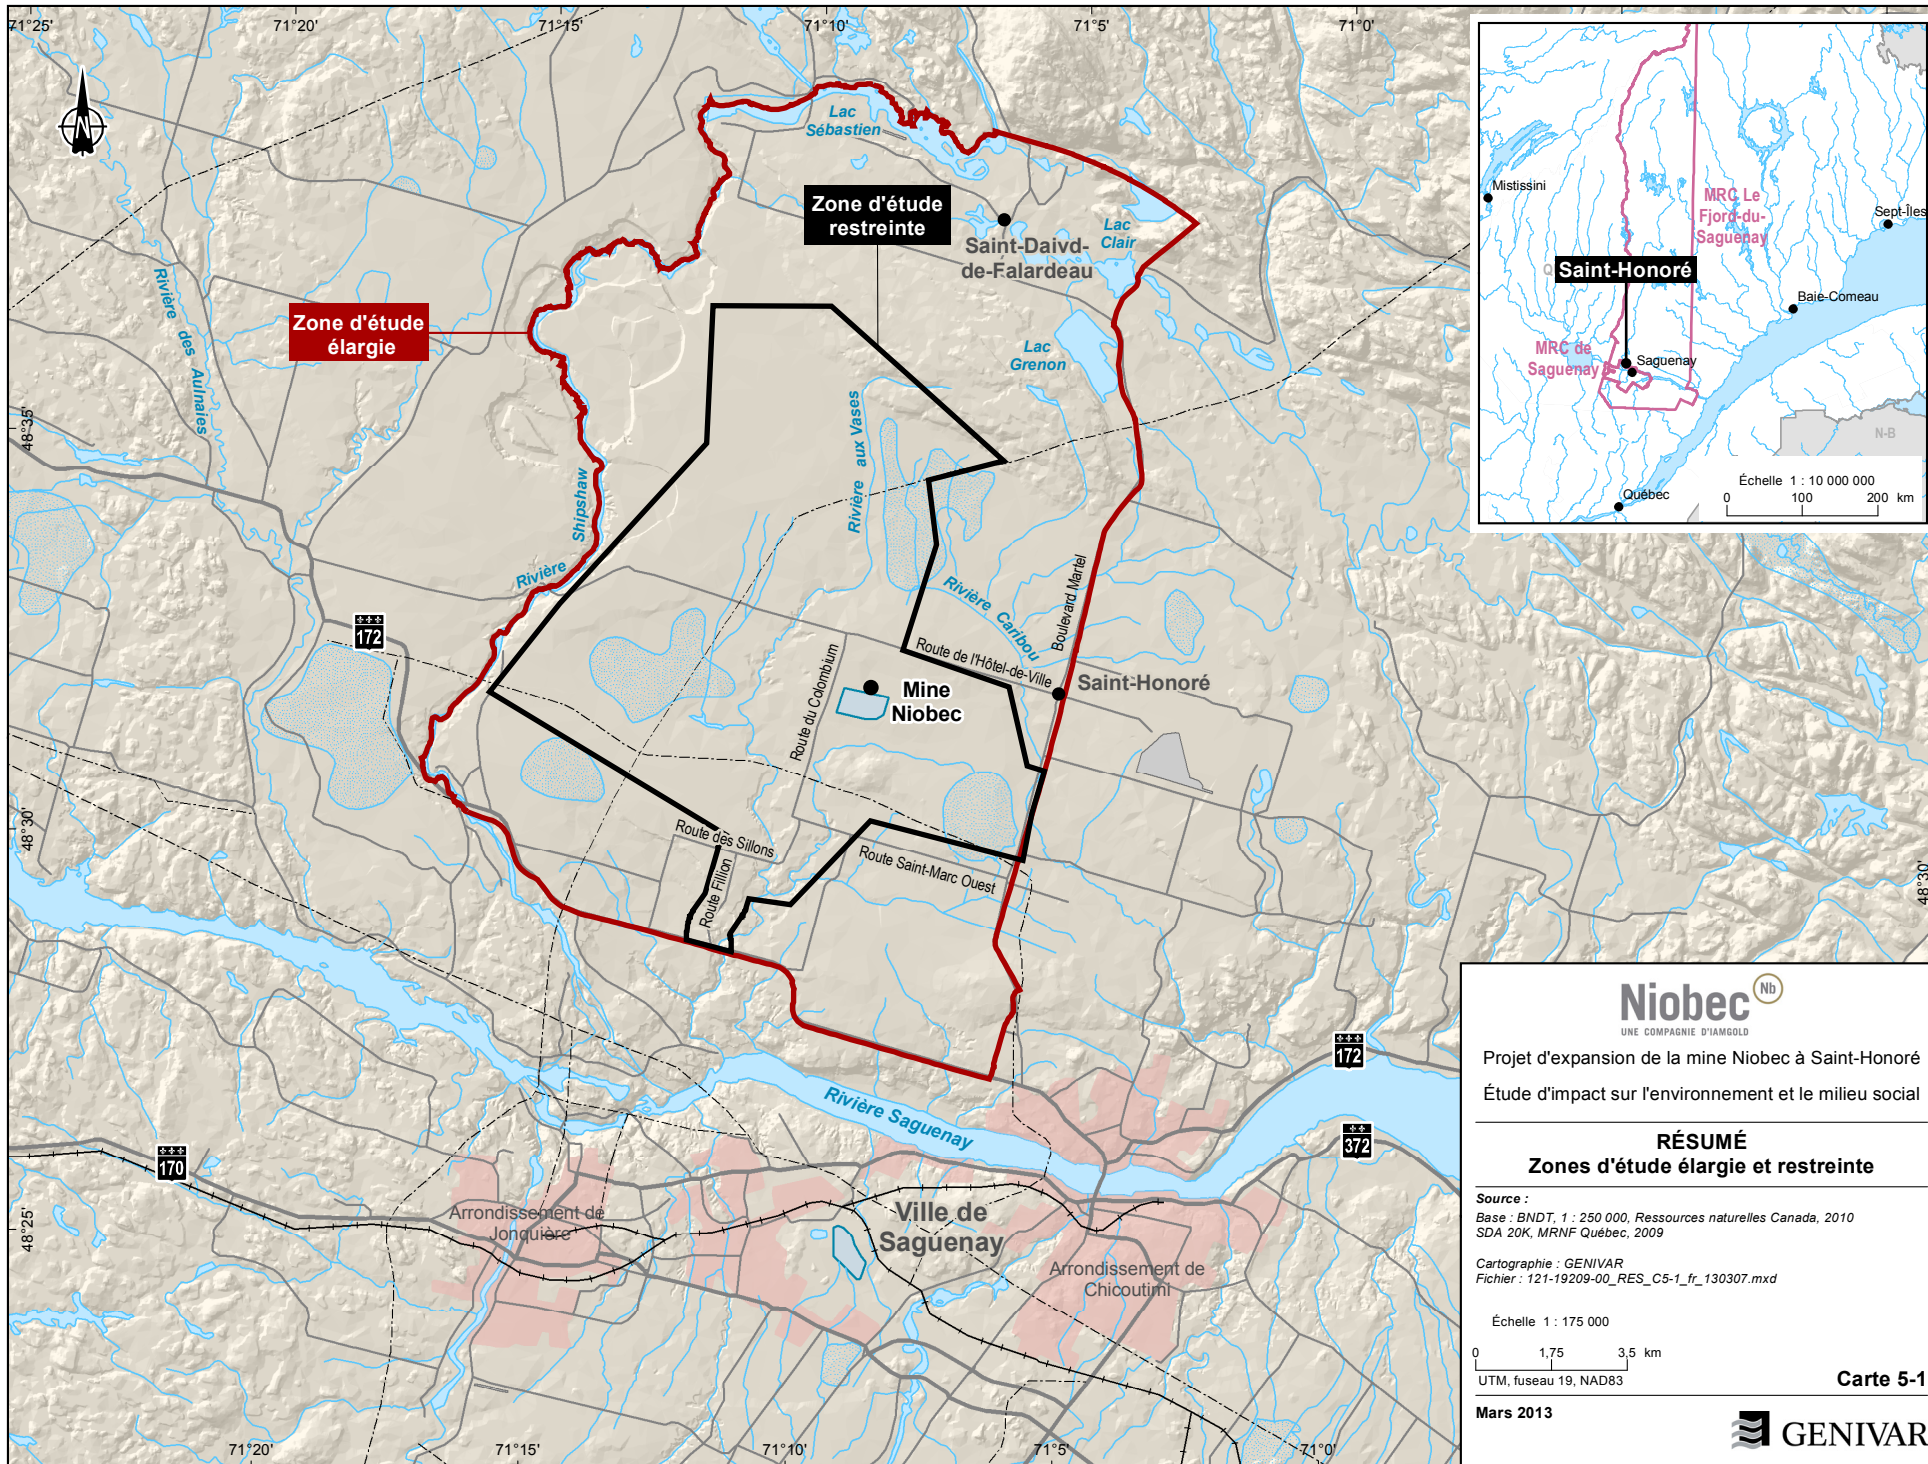 71°25'
71°20'
71°15'
71°10'
71°5'
71°0'
N
Lac
Sébastien
Zone d'étude
restreinte
Saint-Daivd-
de-Falardeau
Lac
Clair
Rivière des Aulnaies
Zone d'étude
élargie
Lac
Grenon
48°35'
Rivière aux Vases
Rivière Shipshaw
172
Rivière Caribou
Boulevard Martel
Route de l'Hôtel-de-Ville
Route du Colombium
Mine
Niobec
Saint-Honoré
48°30'
48°30'
Route des Sillons
Route Fillion
Route Saint-Marc Ouest
Rivière Saguenay
172
372
170
Arrondissement de
Jonquière
Ville de
Saguenay
Arrondissement de
Chicoutimi
48°25'
71°20'
71°15'
71°10'
71°5'
71°0'
Mistissini
MRC Le
Fjord-du-
Saguenay
Sept-Îles
Q
Saint-Honoré
Baie-Comeau
MRC de
Saguenay
Saguenay
N-B
Québec
Échelle 1 : 10 000 000
0 100 200 km
Niobec Nb
UNE COMPAGNIE D'IAMGOLD
Projet d'expansion de la mine Niobec à Saint-Honoré
Étude d'impact sur l'environnement et le milieu social
RÉSUMÉ
Zones d'étude élargie et restreinte
Source :
Base : BNDT, 1 : 250 000, Ressources naturelles Canada, 2010
SDA 20K, MRNF Québec, 2009
Cartographie : GENIVAR
Fichier : 121-19209-00_RES_C5-1_fr_130307.mxd
Échelle 1 : 175 000
0 1,75 3,5 km
UTM, fuseau 19, NAD83
Carte 5-1
Mars 2013
GENIVAR